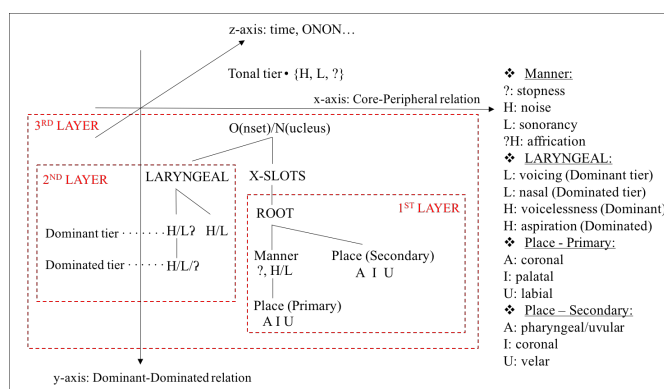 z-axis: time, ONON…
Tonal tier • {H, L, ?}
x-axis: Core-Peripheral relation
3RD LAYER
O(nset)/N(ucleus)
2ND LAYER
LARYNGEAL
X-SLOTS
1ST LAYER
ROOT
Dominant tier ······ H/Lʔ H/L
Manner
?, H/L
Place (Secondary)
A I U
Dominated tier ······ H/L/ʔ
Place (Primary)
A I U
y-axis: Dominant-Dominated relation
❖ Manner:
?: stopness
H: noise
L: sonorancy
?H: affrication
❖ LARYNGEAL:
L: voicing (Dominant tier)
L: nasal (Dominated tier)
H: voicelessness (Dominant)
H: aspiration (Dominated)
❖ Place - Primary:
A: coronal
I: palatal
U: labial
❖ Place – Secondary:
A: pharyngeal/uvular
I: coronal
U: velar